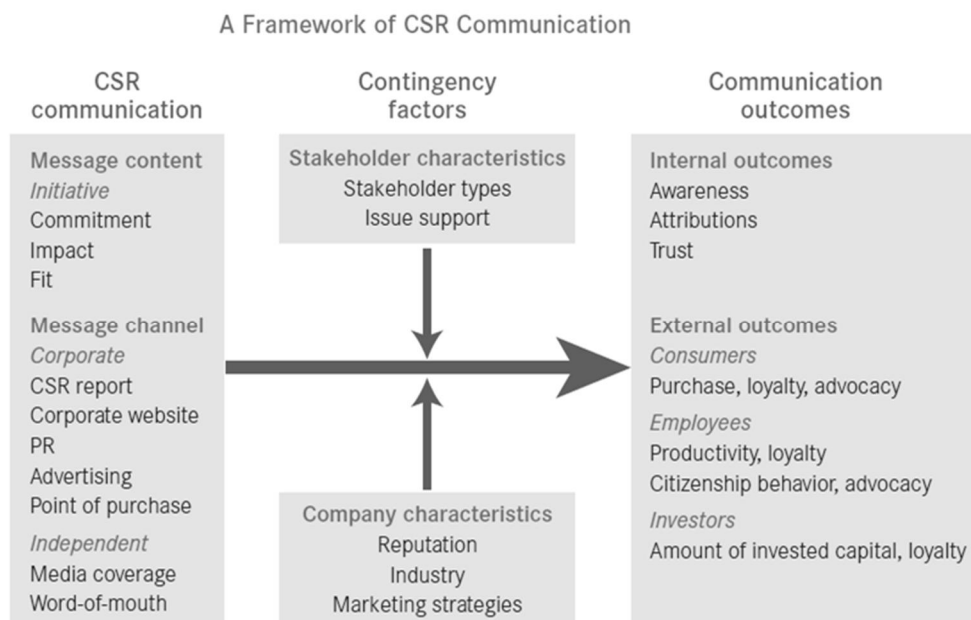 A Framework of CSR Communication
CSR
communication
Message content
Initiative
Commitment
Impact
Fit
Message channel
Corporate
CSR report
Corporate website
PR
Advertising
Point of purchase
Independent
Media coverage
Word-of-mouth
Contingency
factors
Stakeholder characteristics
Stakeholder types
Issue support
Company characteristics
Reputation
Industry
Marketing strategies
Communication
outcomes
Internal outcomes
Awareness
Attributions
Trust
External outcomes
Consumers
Purchase, loyalty, advocacy
Employees
Productivity, loyalty
Citizenship behavior, advocacy
Investors
Amount of invested capital, loyalty